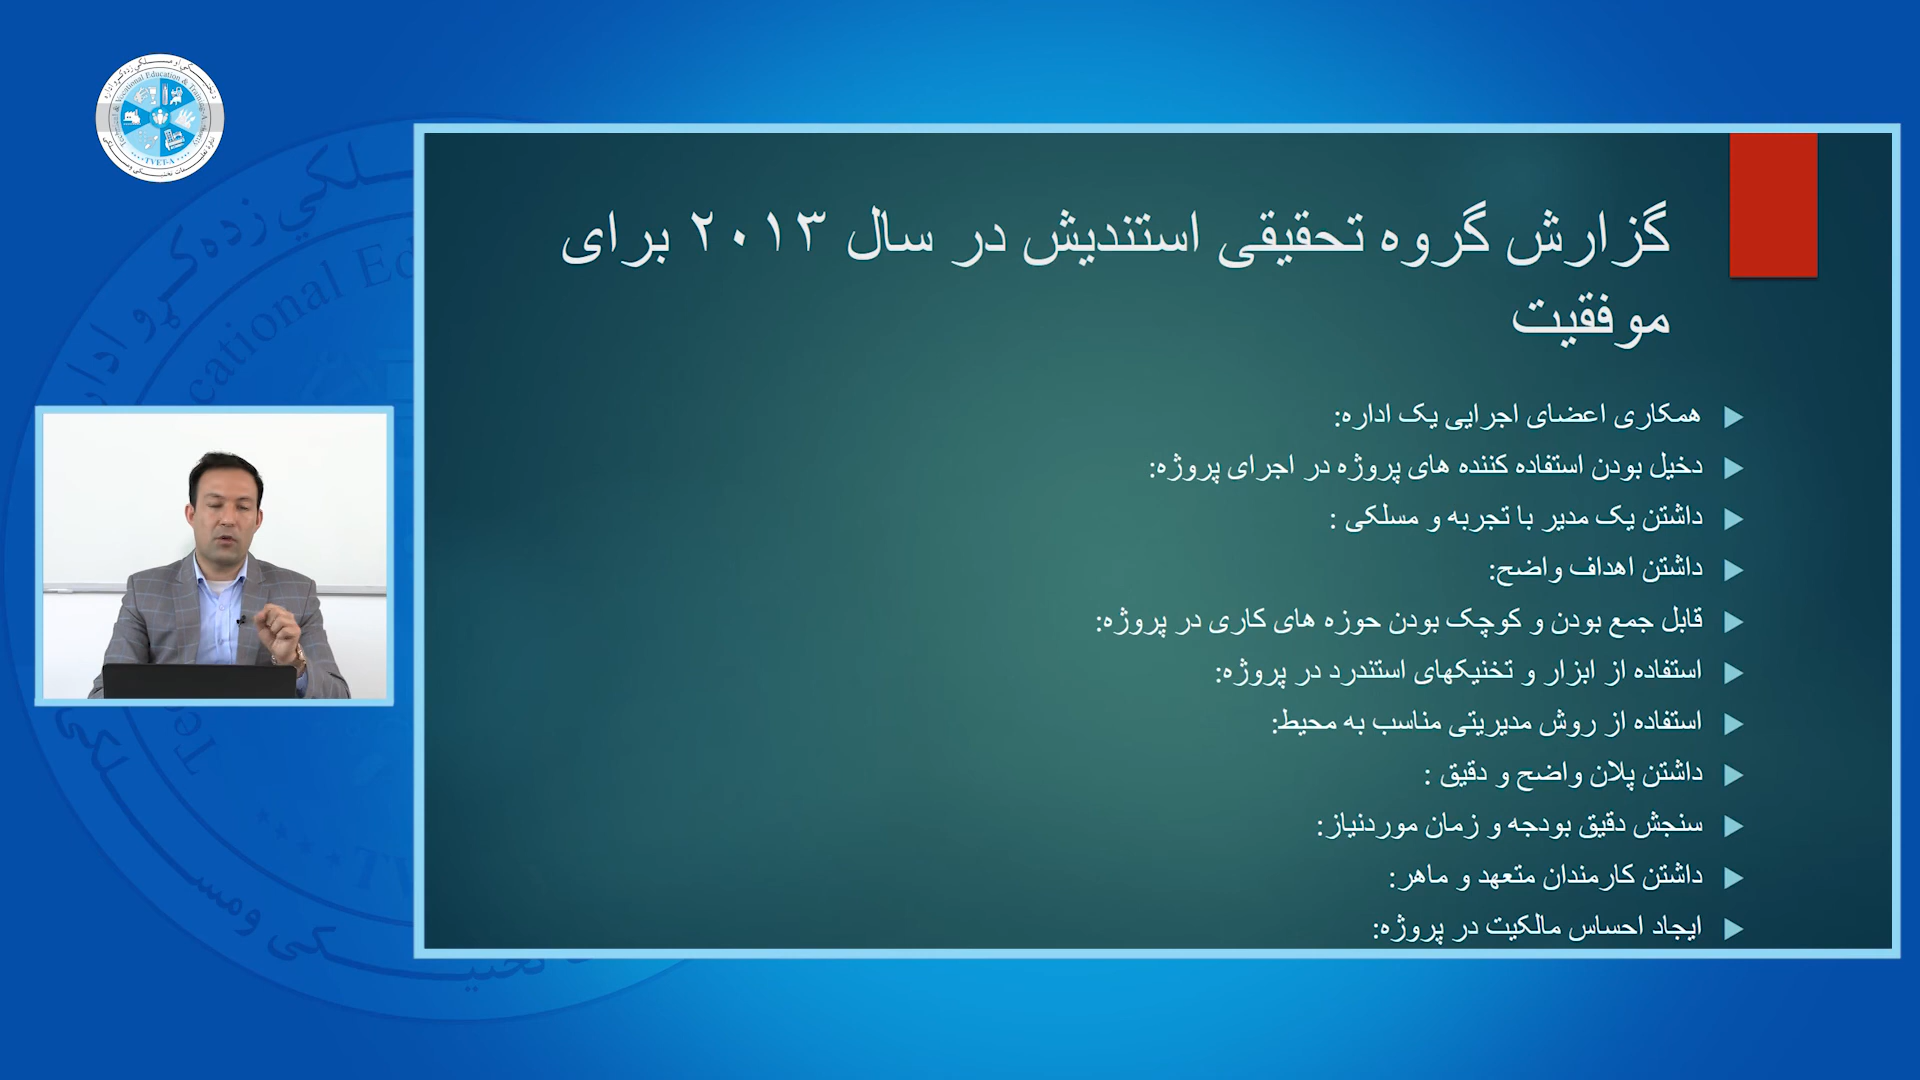 گزارش گروه تحقیقی استندیش در سال ۲۰۱۳ برای
موفقیت
همکاری اعضای اجرایی یک اداره:
دخیل بودن استفاده کننده های پروژه در اجرای پروژه:
داشتن یک مدیر با تجربه و مسلکی :
داشتن اهداف واضح:
قابل جمع بودن و کوچک بودن حوزه های کاری در پروژه:
استفاده از ابزار و تخنیکهای استندرد در پروژه:
استفاده از روش مدیریتی مناسب به محیط:
داشتن پلان واضح و دقیق :
سنجش دقیق بودجه و زمان موردنیاز:
داشتن کارمندان متعهد و ماهر:
ایجاد احساس مالکیت در پروژه:
TVET-A